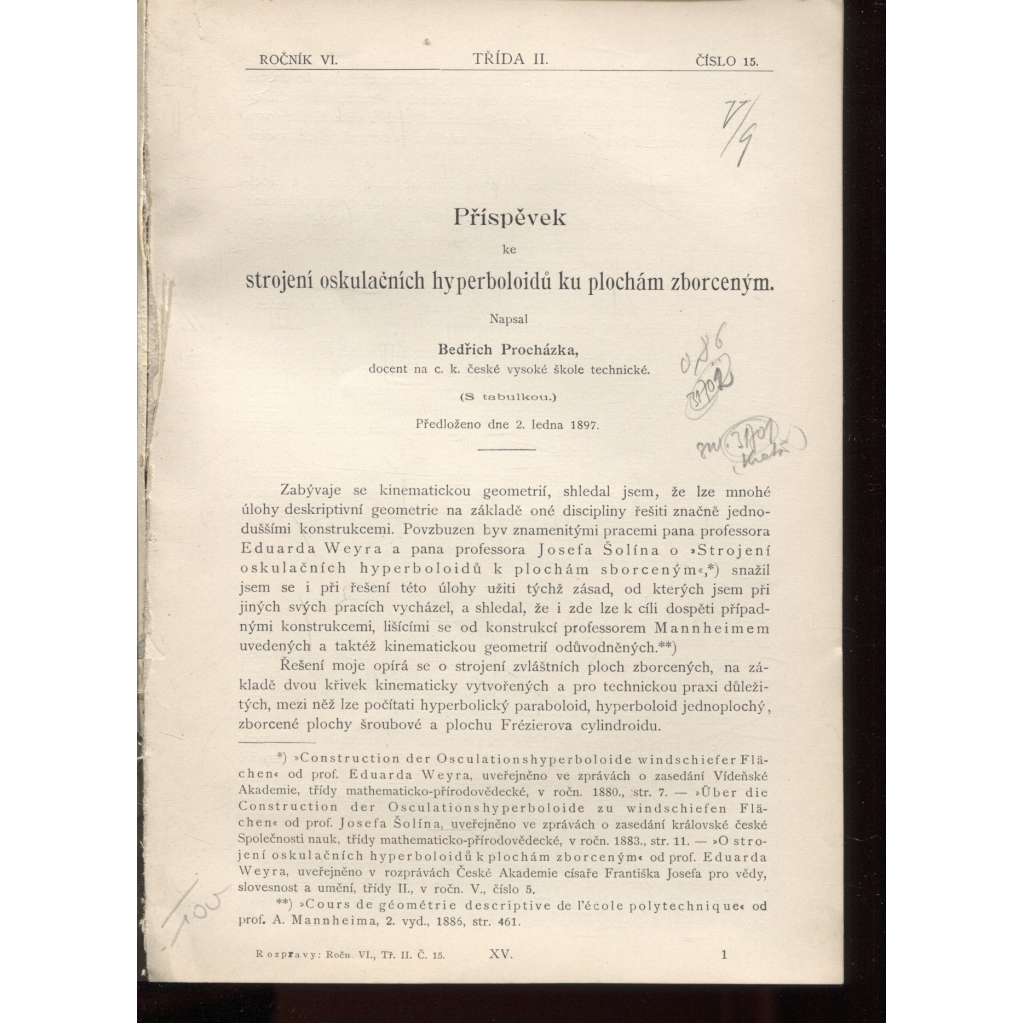 ROČNÍK VI. TŘÍDA II. ČÍSLO 15.
V/9
Příspěvek
ke
strojení oskulačních hyperboloidů ku plochám zborceným.
Napsal
Bedřich Procházka,
docent na c. k. české vysoké škole technické.
(S tabulkou.)
Předloženo dne 2. ledna 1897.
Zabývaje se kinematickou geometrií, shledal jsem, že lze mnohé
úlohy deskriptivní geometrie na základě oné discipliny řešiti značně jedno-
duššími konstrukcemi. Povzbuzen byv znamenitými pracemi pana professora
Eduarda Weyra a pana professora Josefa Šolína o »Strojení
oskulačních hyperboloidů k plochám sborceným«,*) snažil
jsem se i při řešení této úlohy užiti týchž zásad, od kterých jsem při
jiných svých pracích vycházel, a shledal, že i zde lze k cíli dospěti případ-
nými konstrukcemi, lišícími se od konstrukcí professorem Mannheimem
uvedených a taktéž kinematickou geometrií odůvodněných.**)
Řešení moje opírá se o strojení zvláštních ploch zborcených, na zá-
kladě dvou křivek kinematicky vytvořených a pro technickou praxi důleži-
tých, mezi něž lze počítati hyperbolický paraboloid, hyperboloid jednoplochý,
zborcené plochy šroubové a plochu Frézierova cylindroidu.
*) »Construction der Osculationshyperboloide windschiefer Flä-
chen« od prof. Eduarda Weyra, uveřejněno ve zprávách o zasedání Vídeňské
Akademie, třídy mathematicko-přírodovědecké, v ročn. 1880., str. 7. — »Über die
Construction der Osculationshyperboloide zu windschiefen Flä-
chen« od prof. Josefa Šolína, uveřejněno ve zprávách o zasedání královské české
Společnosti nauk, třídy mathematicko-přírodovědecké, v ročn. 1883., str. 11. — »O stro-
jení oskulačních hyperboloidů k plochám zborceným« od prof. Eduarda
Weyra, uveřejněno v rozprávách České Akademie císaře Františka Josefa pro vědy,
slovesnost a umění, třídy II., v ročn. V., číslo 5.
**) »Cours de géométrie descriptive de l'école polytechnique« od
prof. A. Mannheima, 2. vyd., 1886, str. 461.
Rozpravy: Ročn. VI., Tř. II. Č. 15. XV. 1